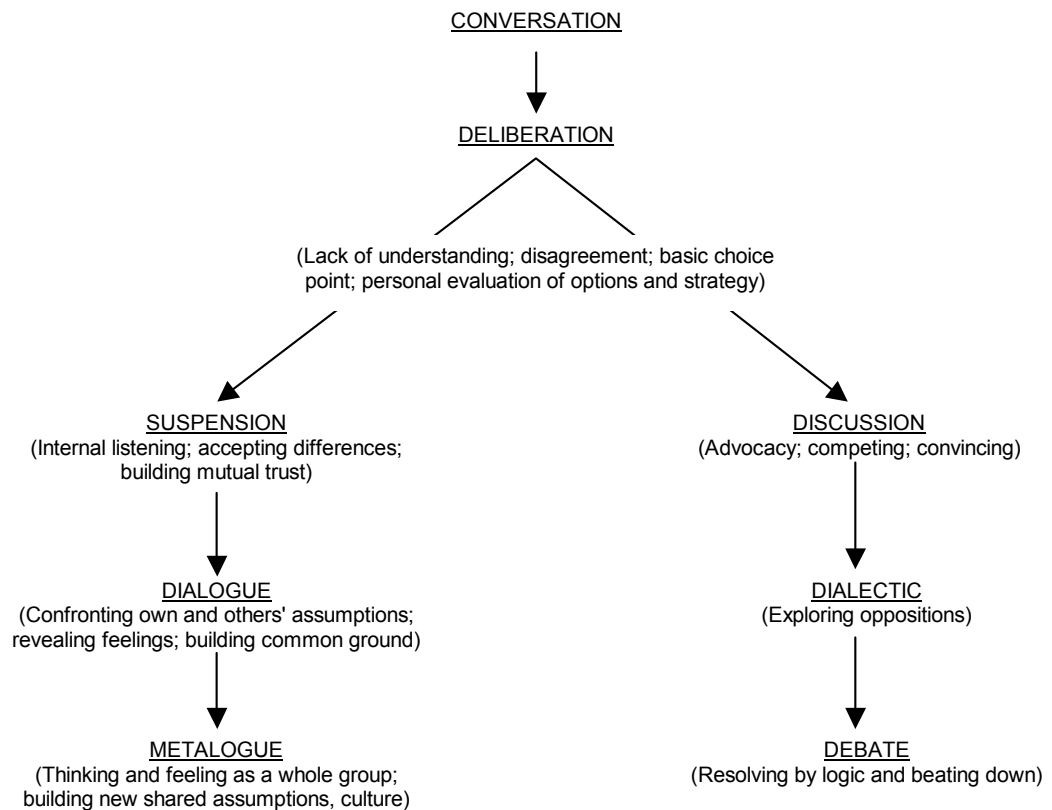 CONVERSATION
DELIBERATION
(Lack of understanding; disagreement; basic choice
point; personal evaluation of options and strategy)
SUSPENSION
(Internal listening; accepting differences;
building mutual trust)
DISCUSSION
(Advocacy; competing; convincing)
DIALOGUE
(Confronting own and others' assumptions;
revealing feelings; building common ground)
DIALECTIC
(Exploring oppositions)
METALOGUE
(Thinking and feeling as a whole group;
building new shared assumptions, culture)
DEBATE
(Resolving by logic and beating down)